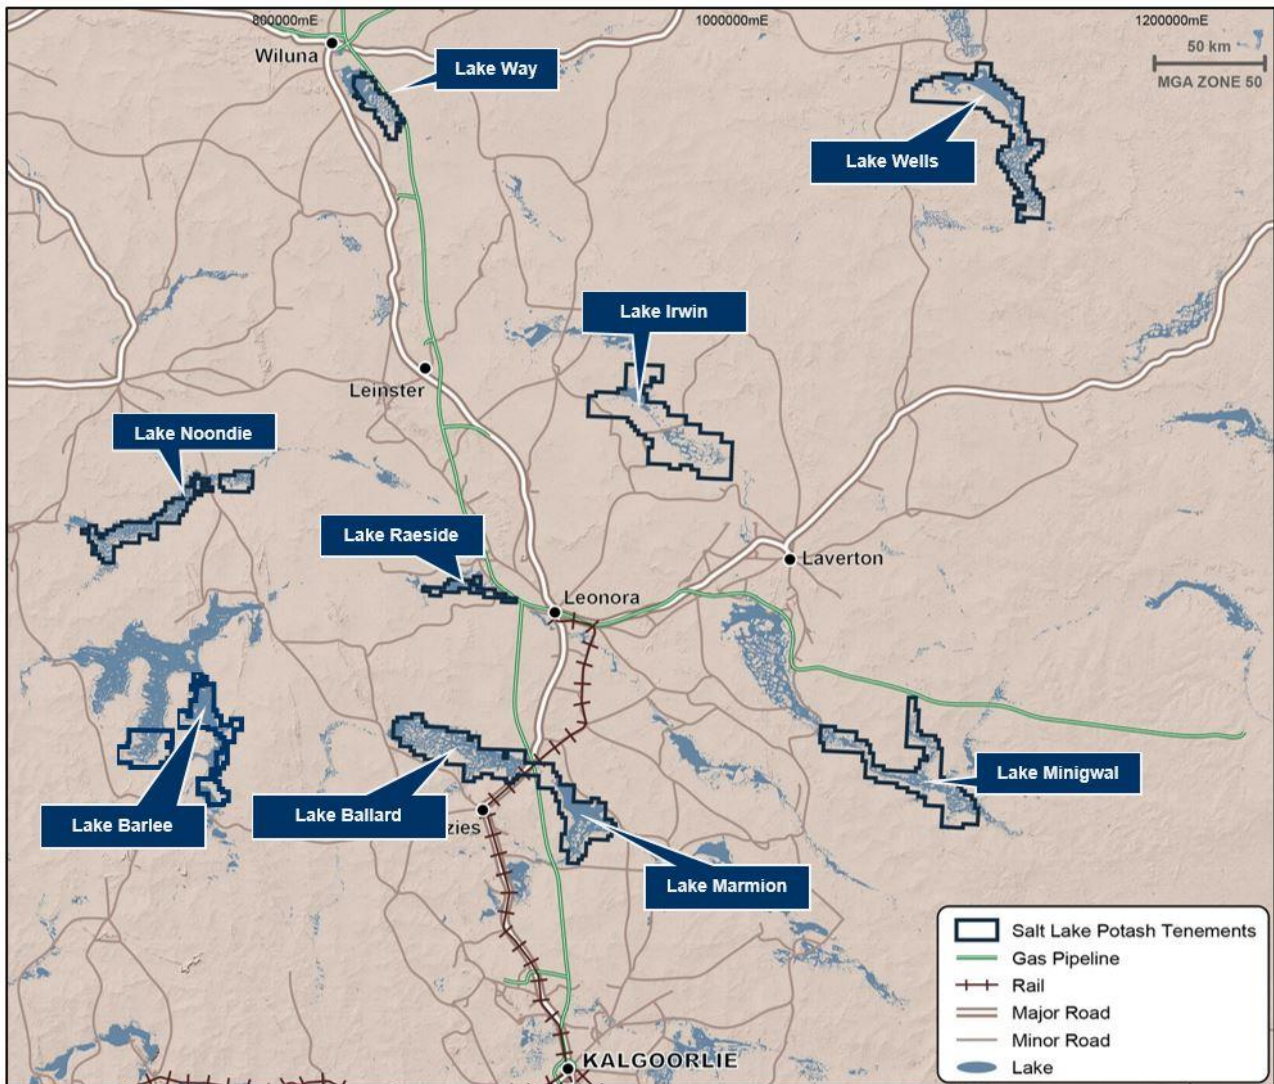 800000mE
1000000mE
1200000mE
Wiluna
Lake Way
50 km
MGA ZONE 50
Lake Wells
Lake Irwin
Leinster
Lake Noondie
Lake Raeside
Laverton
Leonora
Lake Minigwal
Lake Ballard
Lake Barlee
zies
Lake Marmion
Salt Lake Potash Tenements
Gas Pipeline
Rail
Major Road
Minor Road
Lake
KALGOORLIE